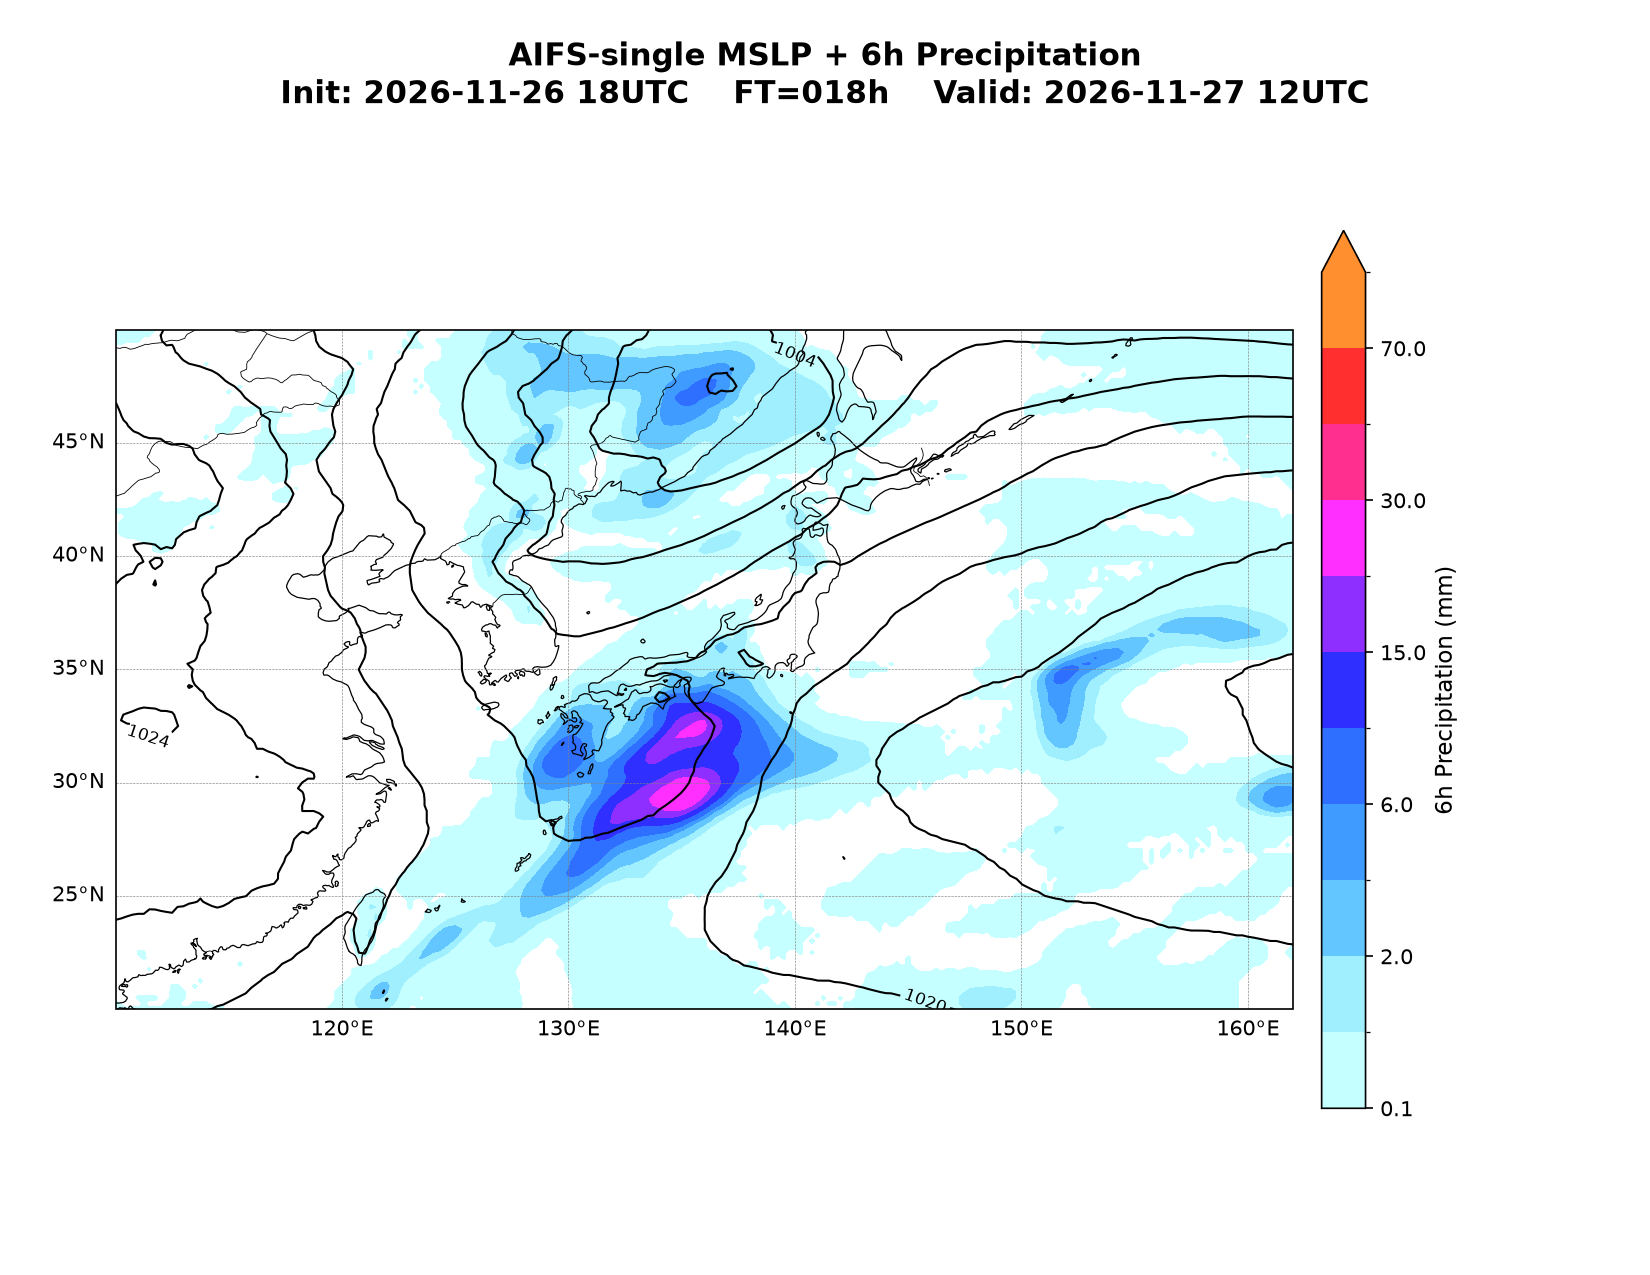 AIFS-single MSLP + 6h Precipitation
Init: 2026-11-26 18UTC    FT=018h    Valid: 2026-11-27 12UTC
1004
1024
1020
45°N
40°N
35°N
30°N
25°N
120°E
130°E
140°E
150°E
160°E
70.0
30.0
15.0
6.0
2.0
0.1
6h Precipitation (mm)